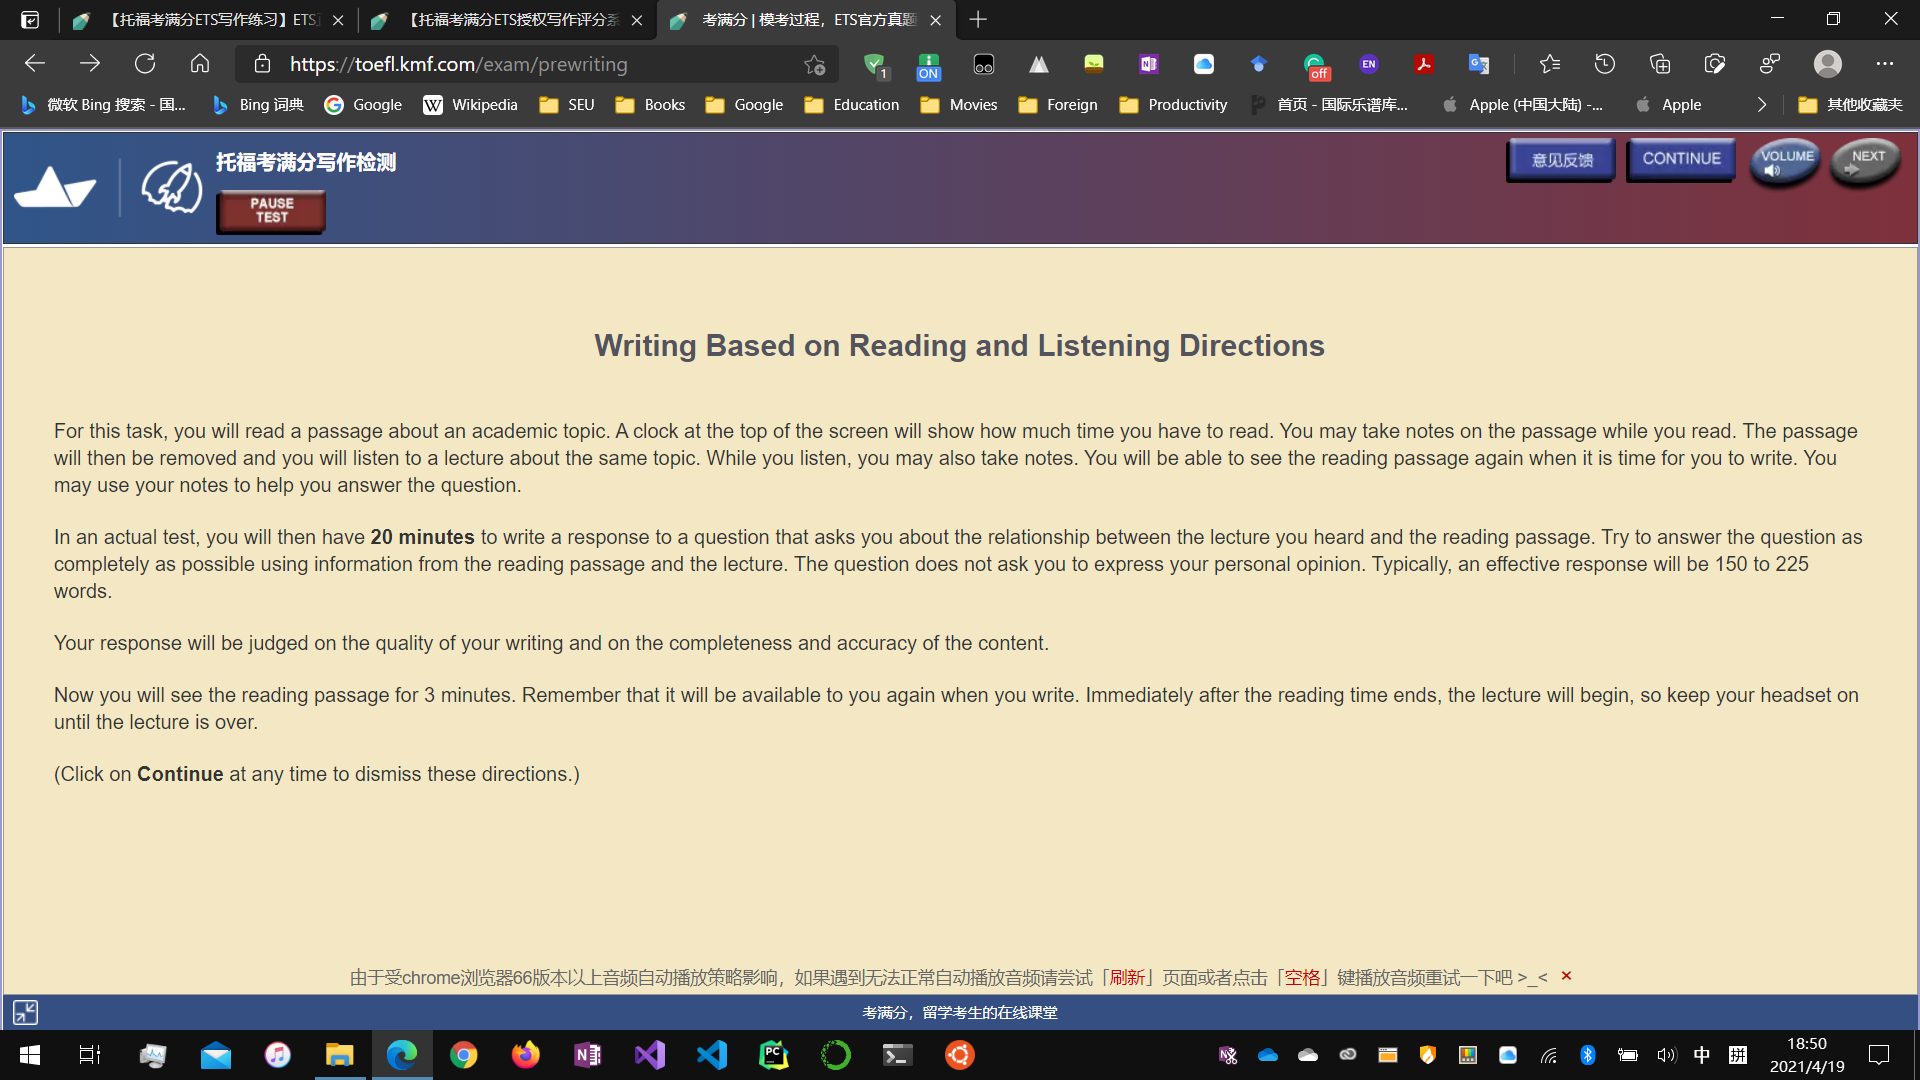 【托福考满分ETS写作练习】ETS
【托福考满分ETS授权写作评分系
考满分 | 模考过程，ETS官方真题
https://toefl.kmf.com/exam/prewriting
1
ON
off
EN
微软 Bing 搜索 - 国...
Bing 词典
Google
Wikipedia
SEU
Books
Google
Education
Movies
Foreign
Productivity
首页 - 国际乐谱库...
Apple (中国大陆) -...
Apple
其他收藏夹
托福考满分写作检测
PAUSE
TEST
意见反馈
CONTINUE
VOLUME
NEXT
Writing Based on Reading and Listening Directions
For this task, you will read a passage about an academic topic. A clock at the top of the screen will show how much time you have to read. You may take notes on the passage while you read. The passage
will then be removed and you will listen to a lecture about the same topic. While you listen, you may also take notes. You will be able to see the reading passage again when it is time for you to write. You
may use your notes to help you answer the question.
In an actual test, you will then have 20 minutes to write a response to a question that asks you about the relationship between the lecture you heard and the reading passage. Try to answer the question as
completely as possible using information from the reading passage and the lecture. The question does not ask you to express your personal opinion. Typically, an effective response will be 150 to 225
words.
Your response will be judged on the quality of your writing and on the completeness and accuracy of the content.
Now you will see the reading passage for 3 minutes. Remember that it will be available to you again when you write. Immediately after the reading time ends, the lecture will begin, so keep your headset on
until the lecture is over.
(Click on Continue at any time to dismiss these directions.)
由于受chrome浏览器66版本以上音频自动播放策略影响，如果遇到无法正常自动播放音频请尝试「刷新」页面或者点击「空格」键播放音频重试一下吧 >_< ×
考满分，留学考生的在线课堂
中
拼
18:50
2021/4/19